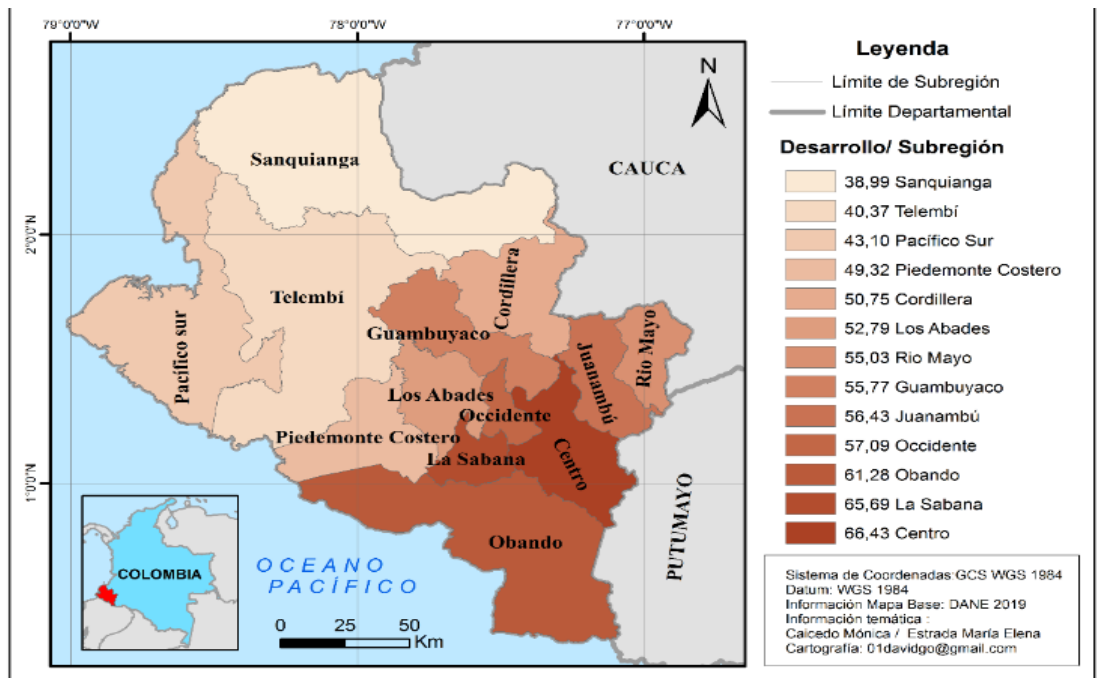 79°0'0"W
78°0'0"W
77°0'0"W
2°0'0"N
1°0'0"N
Sanquianga
CAUCA
Cordillera
Telembí
Guambuyaco
Pacífico sur
Juanambú
Rio Mayo
Los Abades
Occidente
Piedemonte Costero
La Sabana
Centro
Obando
PUTUMAYO
N
COLOMBIA
OCEANO
PACÍFICO
0 25 50
Km
Leyenda
Límite de Subregión
Límite Departamental
Desarrollo/ Subregión
38,99 Sanquianga
40,37 Telembí
43,10 Pacífico Sur
49,32 Piedemonte Costero
50,75 Cordillera
52,79 Los Abades
55,03 Rio Mayo
55,77 Guambuyaco
56,43 Juanambú
57,09 Occidente
61,28 Obando
65,69 La Sabana
66,43 Centro
Sistema de Coordenadas:GCS WGS 1984
Datum: WGS 1984
Información Mapa Base: DANE 2019
Información temática :
Caicedo Mónica / Estrada María Elena
Cartografía: 01davidgo@gmail.com